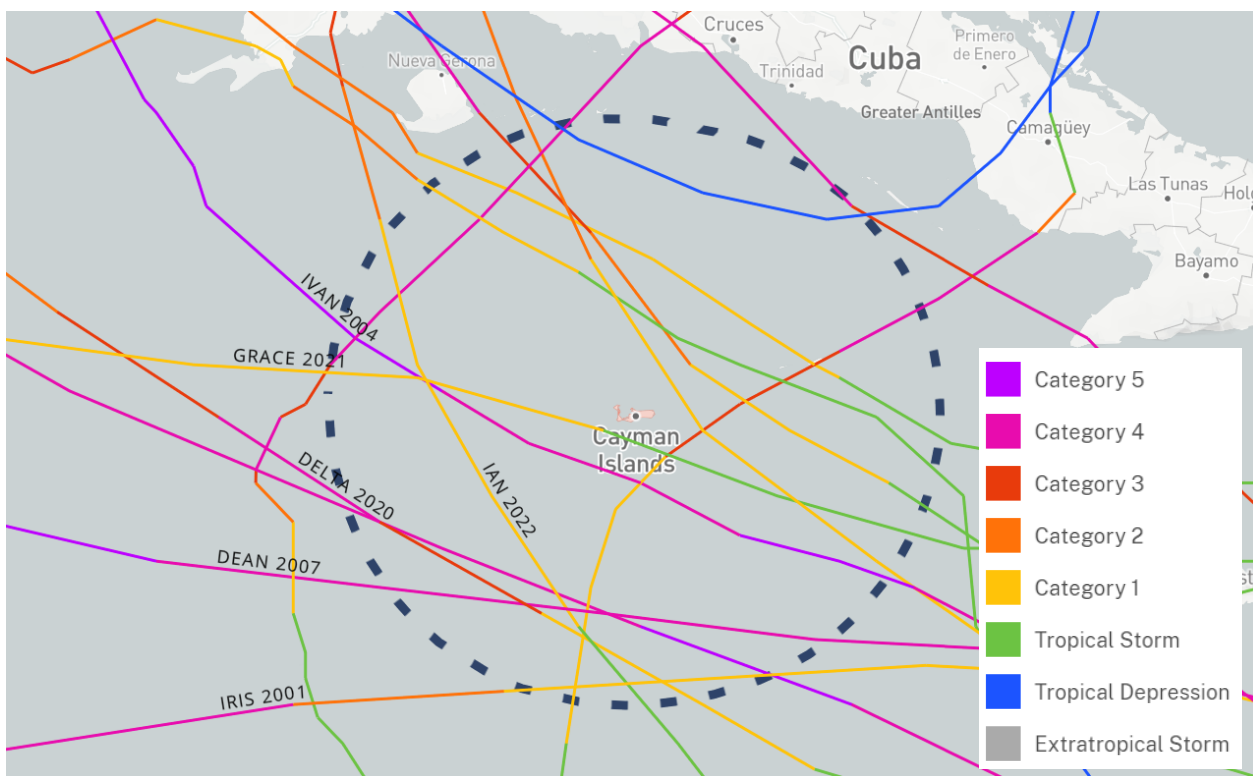 Cruces
Cuba
Primero
de Enero
Nueva Gerona
Trinidad
Greater Antilles
Camagüey
Las Tunas
Bayamo
IVAN 2004
GRACE 2021
Cayman
Islands
DELTA 2020
IAN 2022
DEAN 2007
IRIS 2001
Category 5
Category 4
Category 3
Category 2
Category 1
Tropical Storm
Tropical Depression
Extratropical Storm